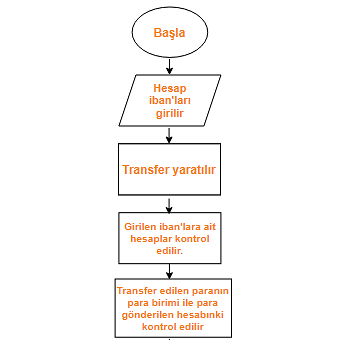 Başla
Hesap
iban'ları
girilir
Transfer yaratılır
Girilen iban'lara ait
hesaplar kontrol
edilir.
Transfer edilen paranın
para birimi ile para
gönderilen hesabınki
kontrol edilir